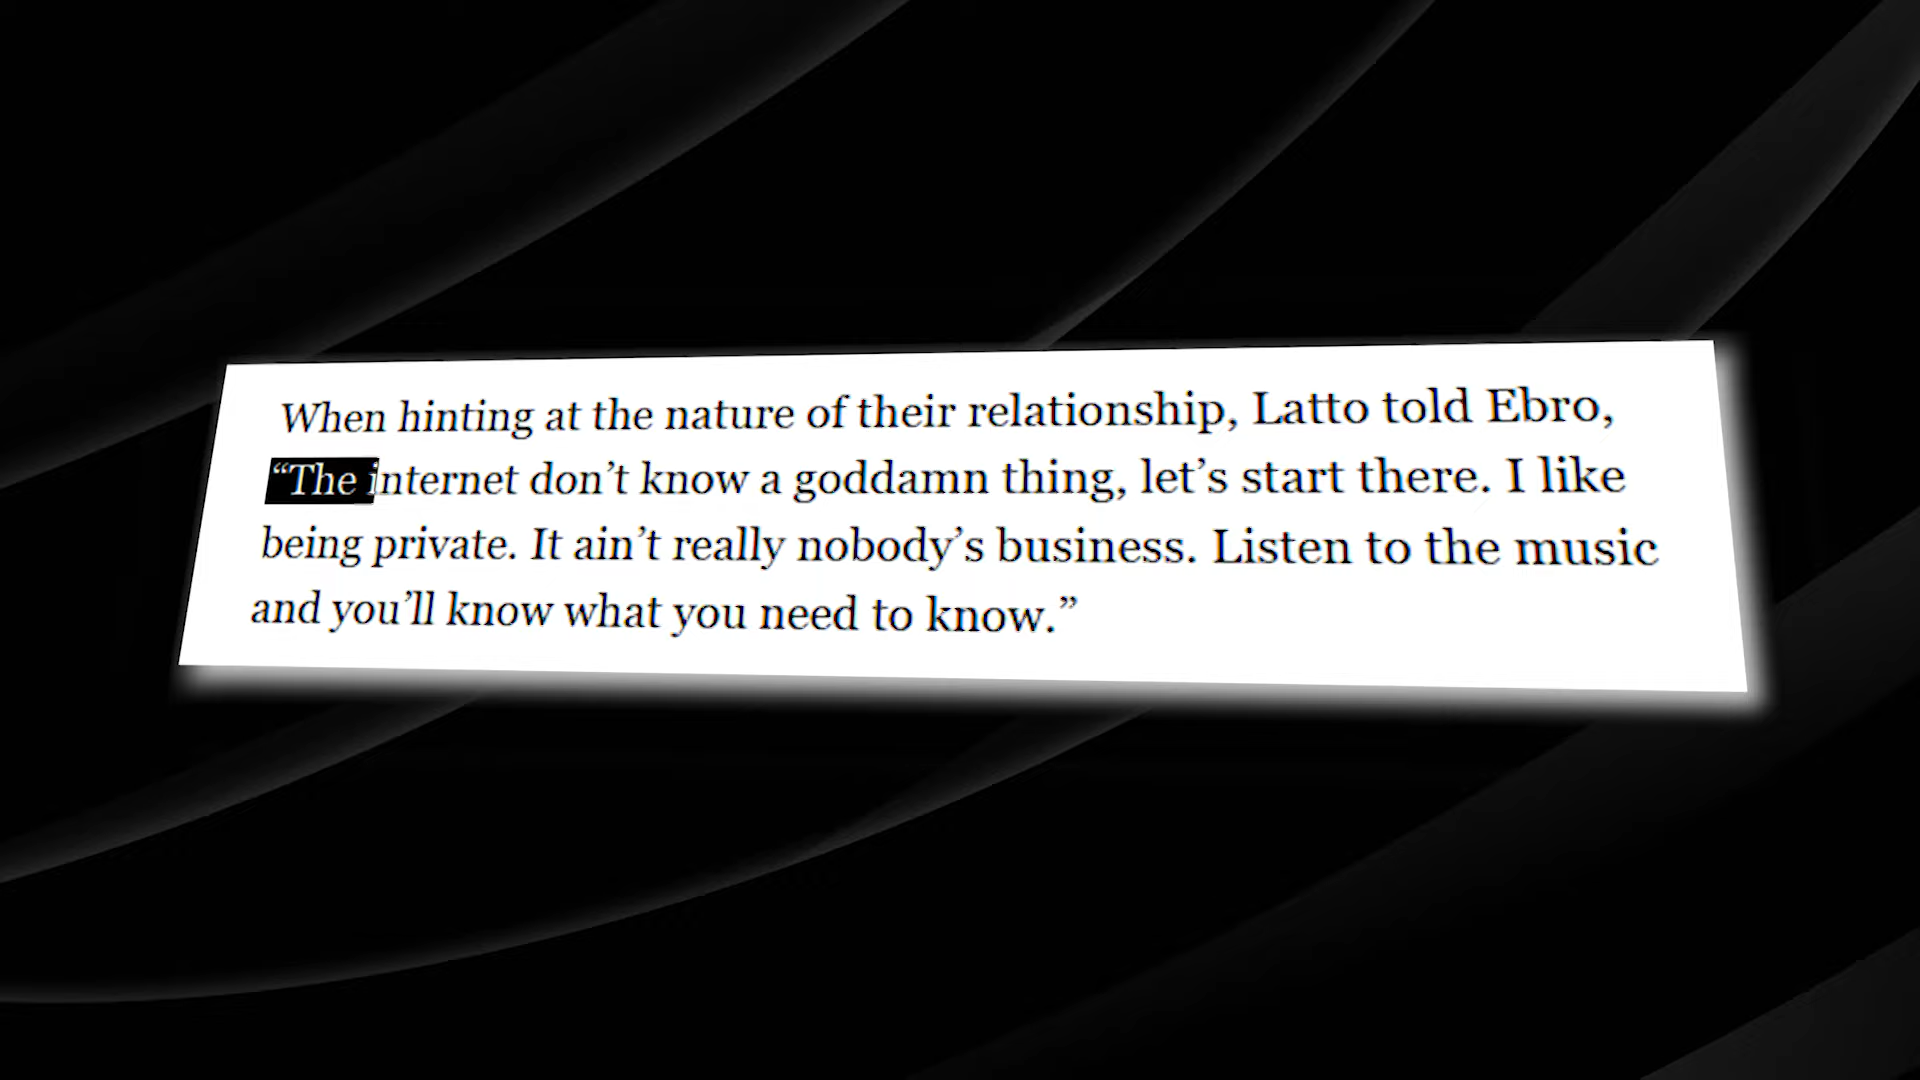 When hinting at the nature of their relationship, Latto told Ebro,
“The internet don’t know a goddamn thing, let’s start there. I like
being private. It ain’t really nobody’s business. Listen to the music
and you’ll know what you need to know.”